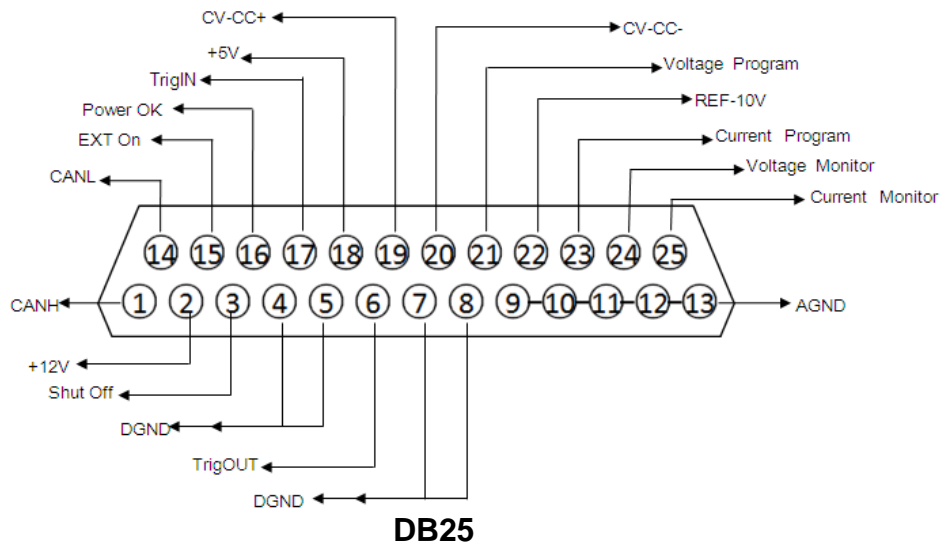 CV-CC+
CV-CC-
+5V
Voltage Program
TrigIN
REF-10V
Power OK
Current Program
EXT On
Voltage Monitor
CANL
Current Monitor
14 15 16 17 18 19 20 21 22 23 24 25
CANH 1 2 3 4 5 6 7 8 9 10 11 12 13 AGND
+12V
Shut Off
DGND
TrigOUT
DGND
DB25